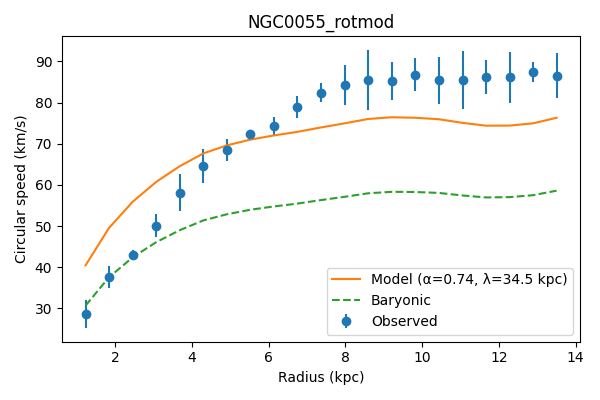 NGC0055_rotmod
Circular speed (km/s)
90
80
70
60
50
40
30
Model (α=0.74, λ=34.5 kpc)
Baryonic
Observed
2
4
6
8
10
12
14
Radius (kpc)